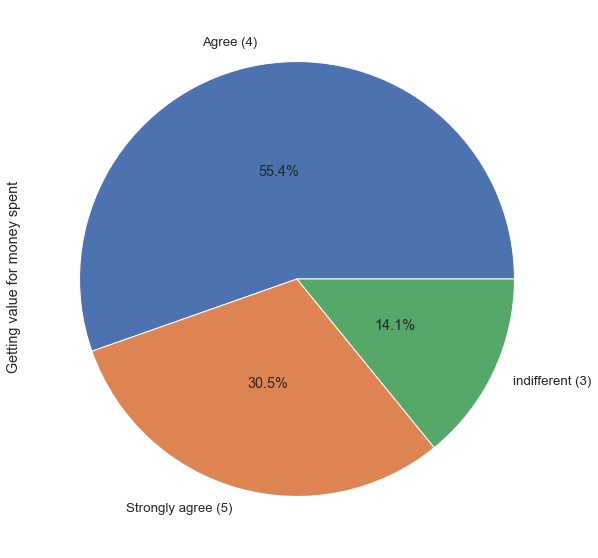 Agree (4)
55.4%
Getting value for money spent
14.1%
indifferent (3)
30.5%
Strongly agree (5)